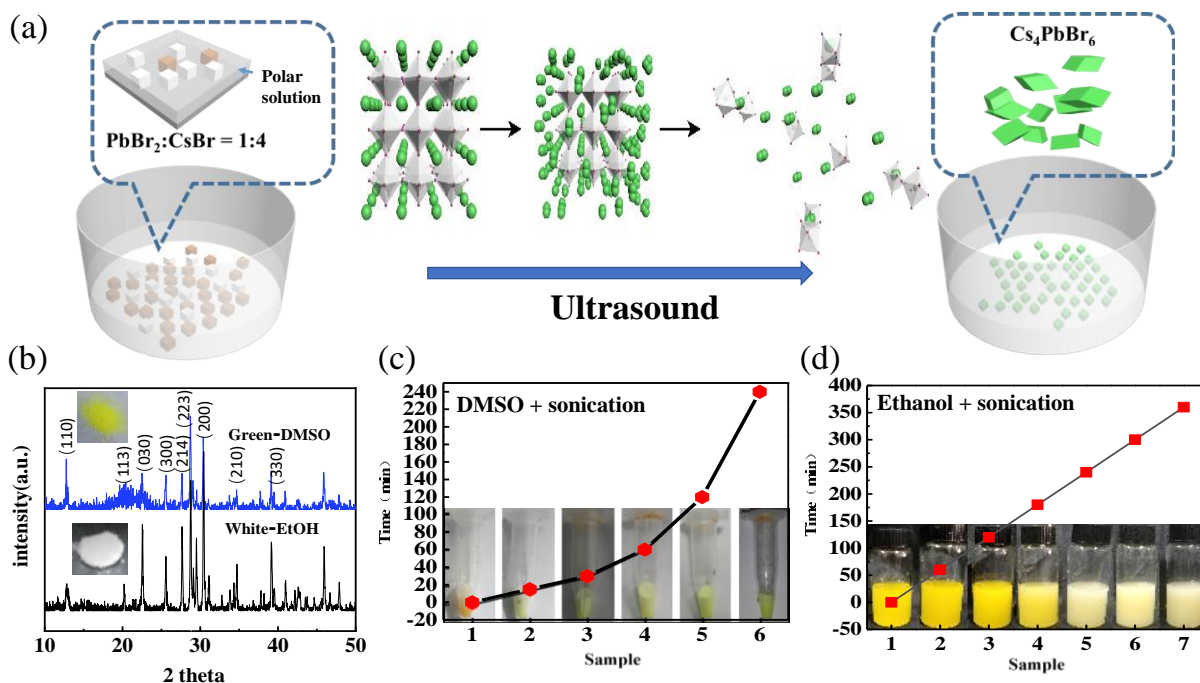 (a)
Polar
solution
PbBr2:CsBr = 1:4
Ultrasound
Cs4PbBr6
(b)
intensity(a.u.)
(110)
(113)
(030)
(300)
(214)
(223)
(200)
(210)
(330)
Green-DMSO
White-EtOH
10 20 30 40 50
2 theta
(c)
DMSO + sonication
Time (min)
240
220
200
180
160
140
120
100
80
60
40
20
0
-20
1 2 3 4 5 6
Sample
(d)
Ethanol + sonication
Time (min)
400
350
300
250
200
150
100
50
0
-50
1 2 3 4 5 6 7
Sample